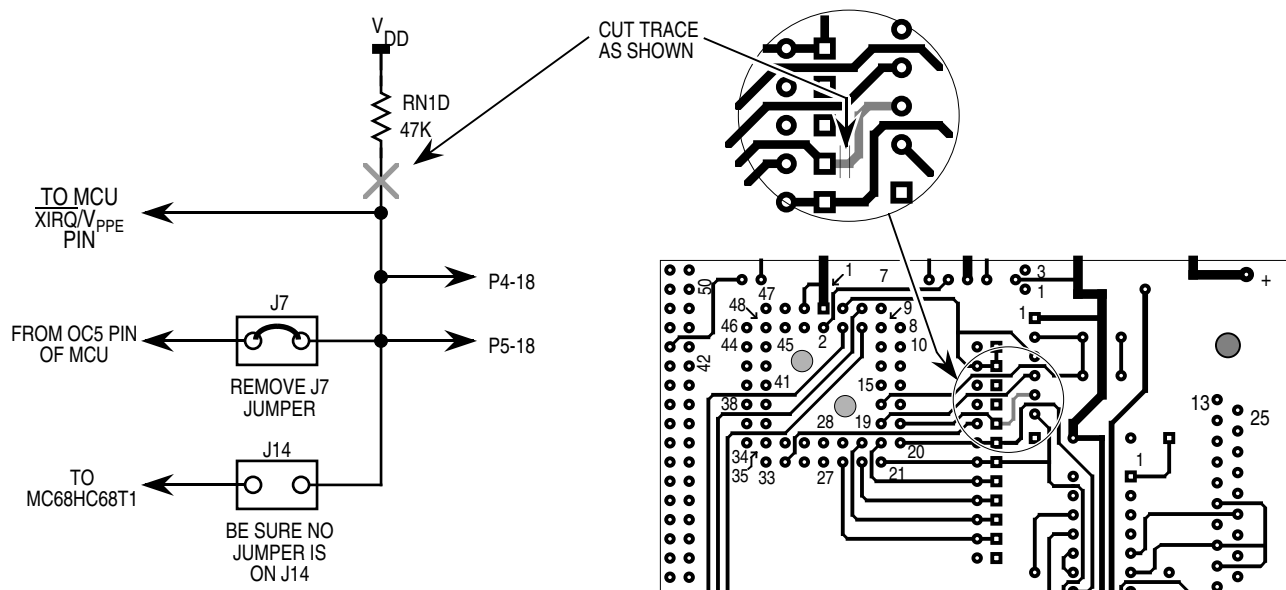 VDD
RN1D
47K
CUT TRACE
AS SHOWN
TO MCU
XIRQ/VPPE
PIN
P4-18
J7
FROM OC5 PIN
OF MCU
P5-18
REMOVE J7
JUMPER
J14
TO
MC68HC68T1
BE SURE NO
JUMPER IS
ON J14
50
47
1
7
3
1
+
48
9
1
46
45
2
8
44
10
42
41
15
38
13
25
28
19
34
20
1
35
33
27
21